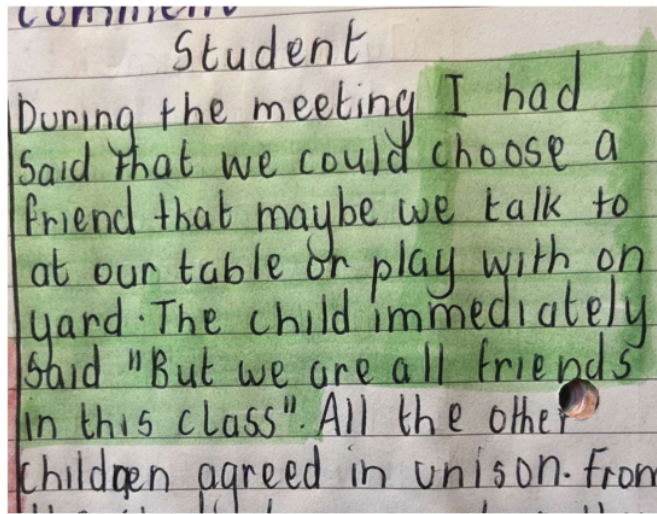 comment
Student
During the meeting I had
said that we could choose a
friend that maybe we talk to
at our table or play with on
yard. The child immediately
said "But we are all friends
in this class". All the other
children agreed in unison. From